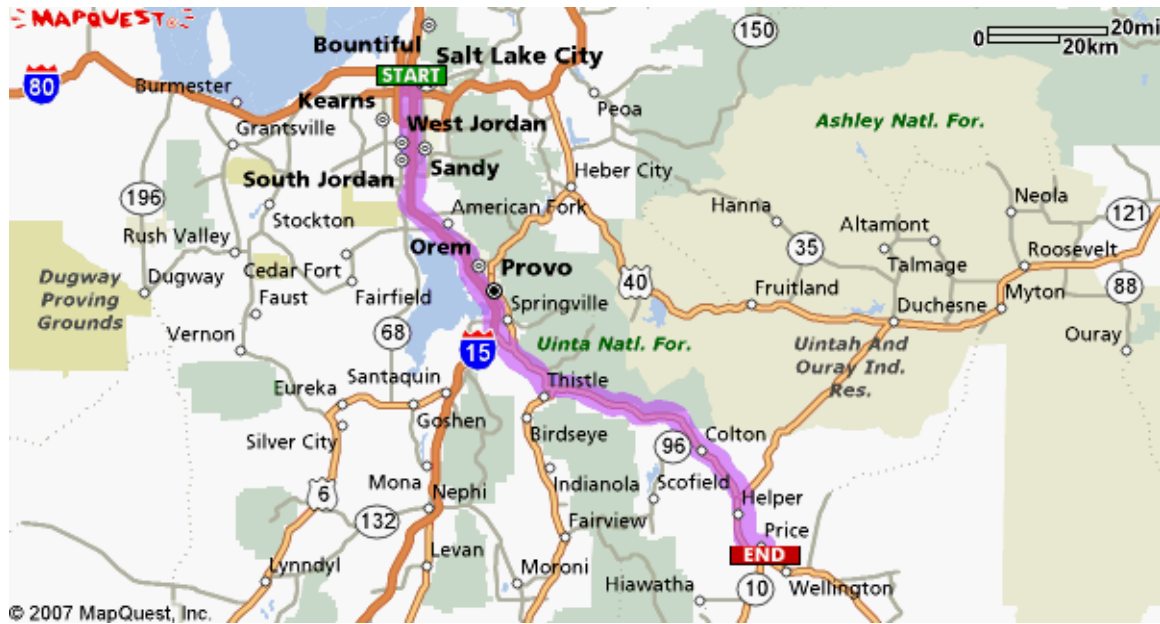 MAPQUEST
20mi
20km
150
Bountiful
Salt Lake City
START
80
Burmester
Kearns
Peoa
Grantsville
West Jordan
Ashley Natl. For.
Sandy
South Jordan
Heber City
196
Stockton
American Fork
Hanna
Neola
121
Altamont
Rush Valley
Orem
35
Roosevelt
Dugway
Proving
Grounds
Dugway
Cedar Fort
Provo
Talmage
40
Fairfield
Springville
Fruitland
Duchesne
Myton
88
Faust
68
Vernon
15
Uinta Natl. For.
Uintah And
Ouray Ind.
Res.
Ouray
Eureka
Santaquin
Thistle
Goshen
Silver City
Birdseye
96
Colton
Mona
Indianola
Scofield
6
Nephi
Helper
132
Fairview
Price
END
Levan
Moroni
Lynndyl
Hiawatha
10
Wellington
© 2007 MapQuest, Inc.
0